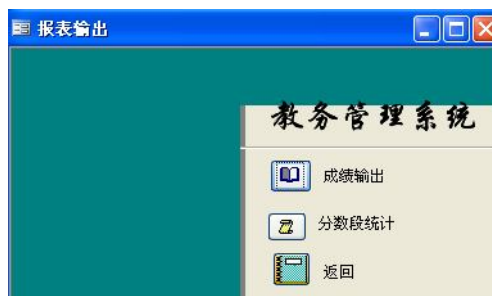 报表输出
教务管理系统
成绩输出
分数段统计
返回